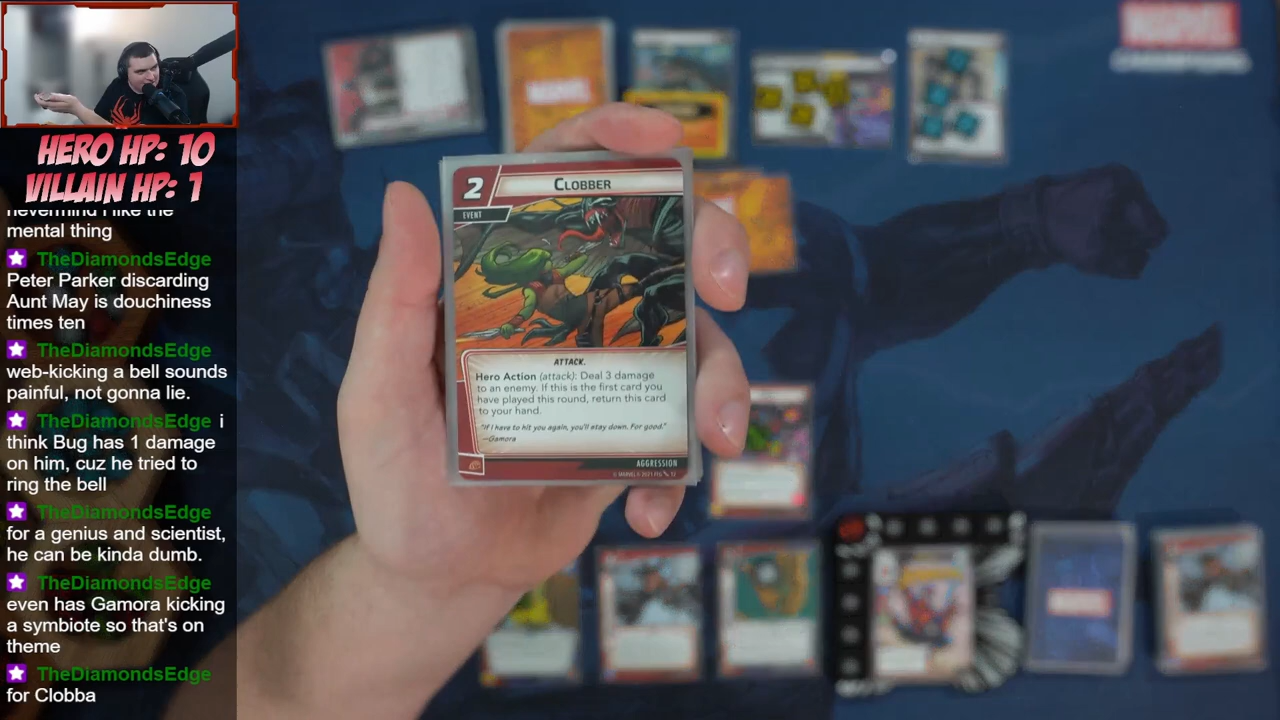 HERO HP: 10
VILLAIN HP: 1
nevermind i like the
mental thing
TheDiamondsEdge
Peter Parker discarding
Aunt May is douchiness
times ten
TheDiamondsEdge
web-kicking a bell sounds
painful, not gonna lie.
TheDiamondsEdge i
think Bug has 1 damage
on him, cuz he tried to
ring the bell
TheDiamondsEdge
for a genius and scientist,
he can be kinda dumb.
TheDiamondsEdge
even has Gamora kicking
a symbiote so that's on
theme
TheDiamondsEdge
for Clobba
MARVEL
CHAMPIONS
MARVEL
2
CLOBBER
EVENT
ATTACK.
Hero Action (attack): Deal 3 damage
to an enemy. If this is the first card you
have played this round, return this card
to your hand.
"If I have to hit you again, you'll stay down. For good."
—Gamora
AGGRESSION
MARVEL